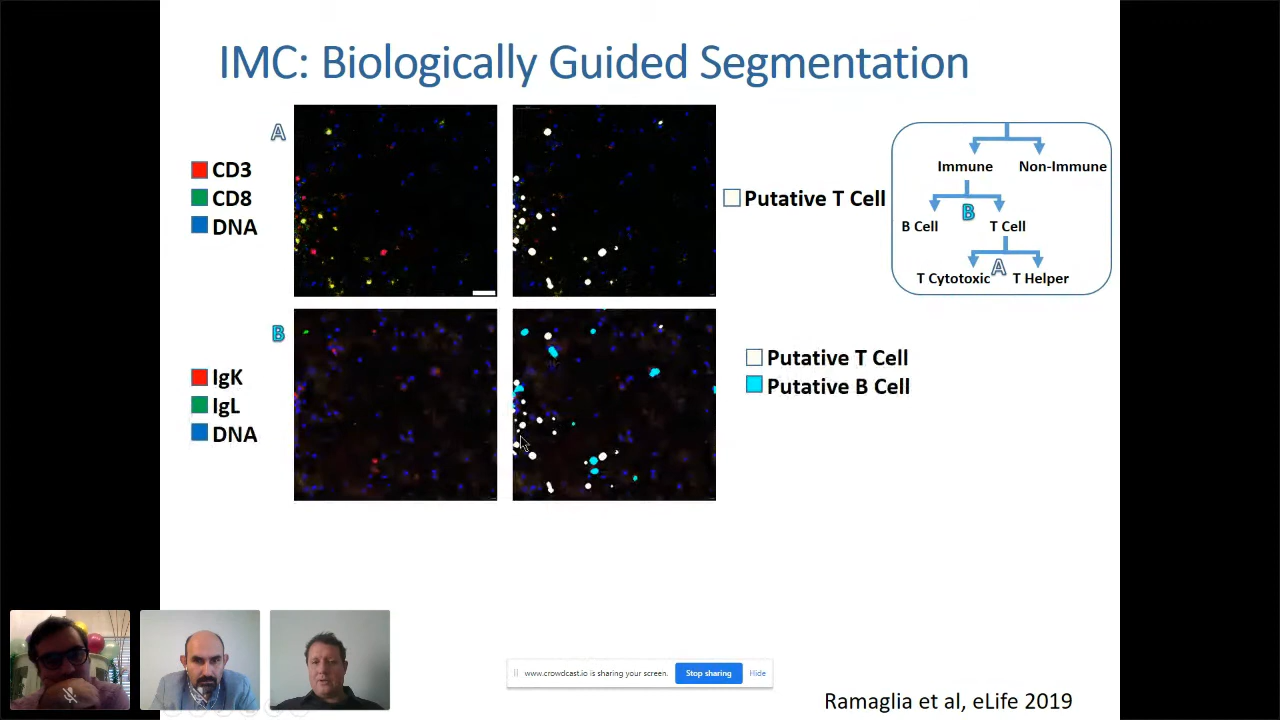 IMC: Biologically Guided Segmentation
A
CD3
CD8
DNA
Putative T Cell
Immune Non-Immune
B
B Cell T Cell
A
T Cytotoxic T Helper
B
IgK
IgL
DNA
Putative T Cell
Putative B Cell
www.crowdcast.io is sharing your screen. Stop sharing Hide
Ramaglia et al, eLife 2019